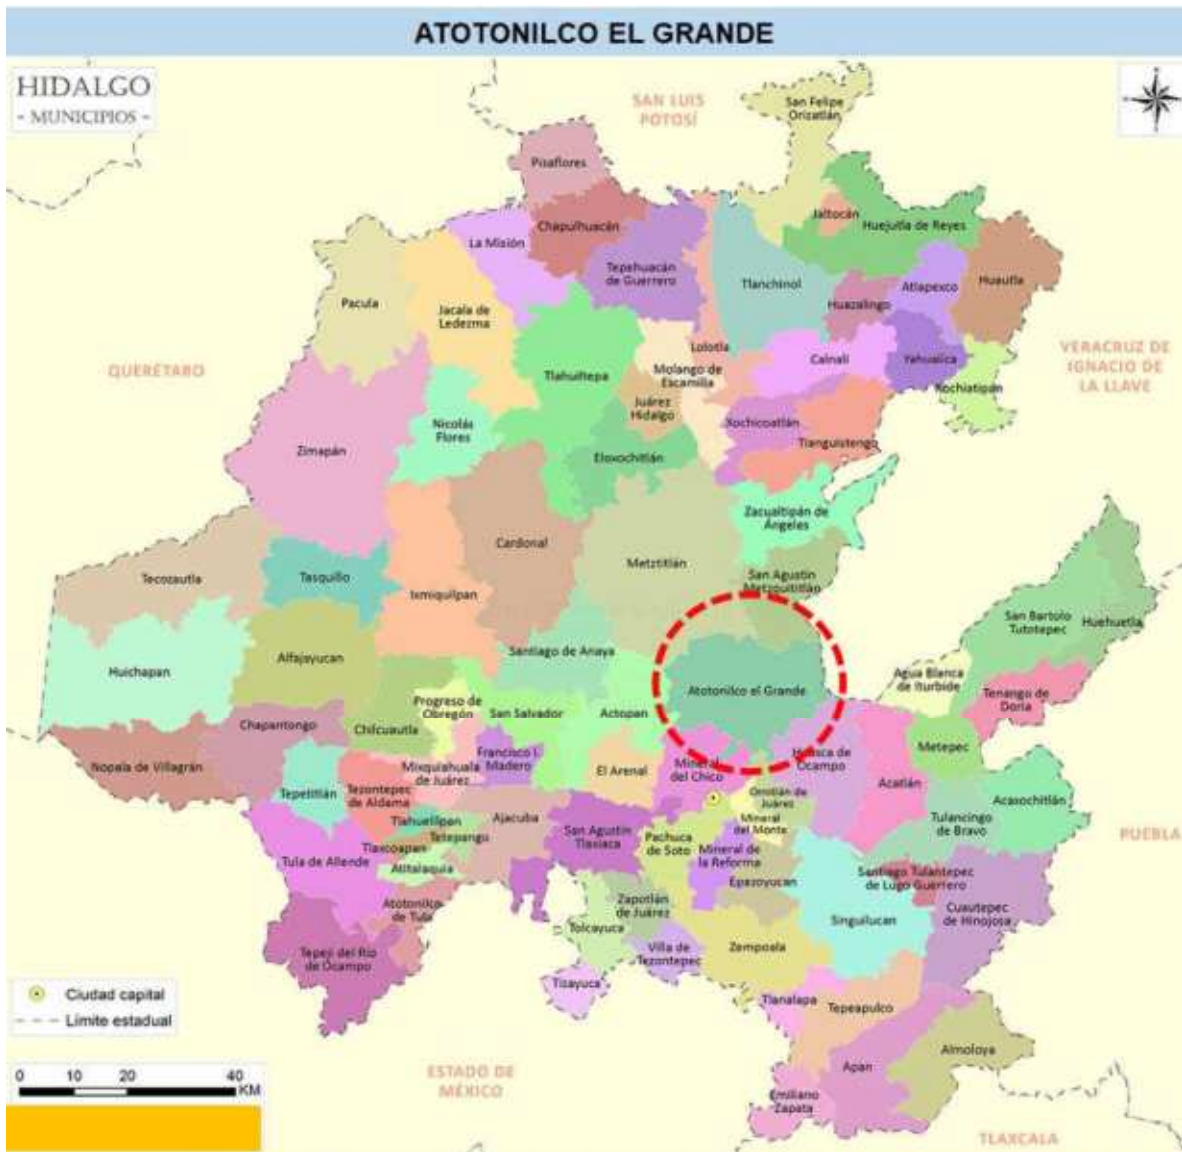 ATOTONILCO EL GRANDE
HIDALGO
- MUNICIPIOS -
SAN LUIS
POTOSÍ
San Felipe
Orizatlán
Pisaflores
Chapulhuacán
La Misión
Jaltocán
Huejutla de Reyes
Tepehuacán
de Guerrero
Tlanchinol
Atlapexco
Huautla
Pacula
Jacala de
Ledezma
Huazalingo
QUERÉTARO
Lolotla
Calnali
Yahualica
VERACRUZ DE
IGNACIO DE
LA LLAVE
Tlahuiltepa
Molango de
Escamilla
Xochiatipan
Juárez
Hidalgo
Nicolás
Flores
Xochicoatlán
Tianguistengo
Zimapán
Eloxochitlán
Zacualtipán de
Ángeles
Cardonal
Metztitlán
Tecozautla
Tasquillo
San Agustín
Metzquititlán
Ixmiquilpan
San Bartolo
Tutotepec
Huehuetla
Huichapan
Alfajayucan
Santiago de Anaya
Agua Blanca
de Iturbide
Atotonilco el Grande
Tenango de
Doria
Progreso de
Obregón
San Salvador
Actopan
Chapantongo
Chilcuautla
Metepec
Nopala de Villagrán
Mixquiahuala
de Juárez
Francisco I.
Madero
El Arenal
Mineral
del Chico
Huasca de
Ocampo
Acatlán
Tepetitlán
Tezontepec
de Aldama
Omitlán de
Juárez
Acaxochitlán
Tlahuelilpan
Ajacuba
Mineral
del Monte
Tulancingo
de Bravo
PUEBLA
Tetepango
San Agustín
Tlaxiaca
Pachuca
de Soto
Tlaxcoapan
Mineral de
la Reforma
Tula de Allende
Atitalaquia
Epazoyucan
Santiago Tulantepec
de Lugo Guerrero
Atotonilco
de Tula
Zapotlán
de Juárez
Cuautepec
de Hinojosa
Singuilucan
Tolcayuca
Tepeji del Río
de Ocampo
Villa de
Tezontepec
Zempoala
Tizayuca
Ciudad capital
Límite estadual
Tlanalapa
Tepeapulco
Almoloya
Apan
ESTADO DE
MÉXICO
0 10 20 40
KM
Emiliano
Zapata
TLAXCALA